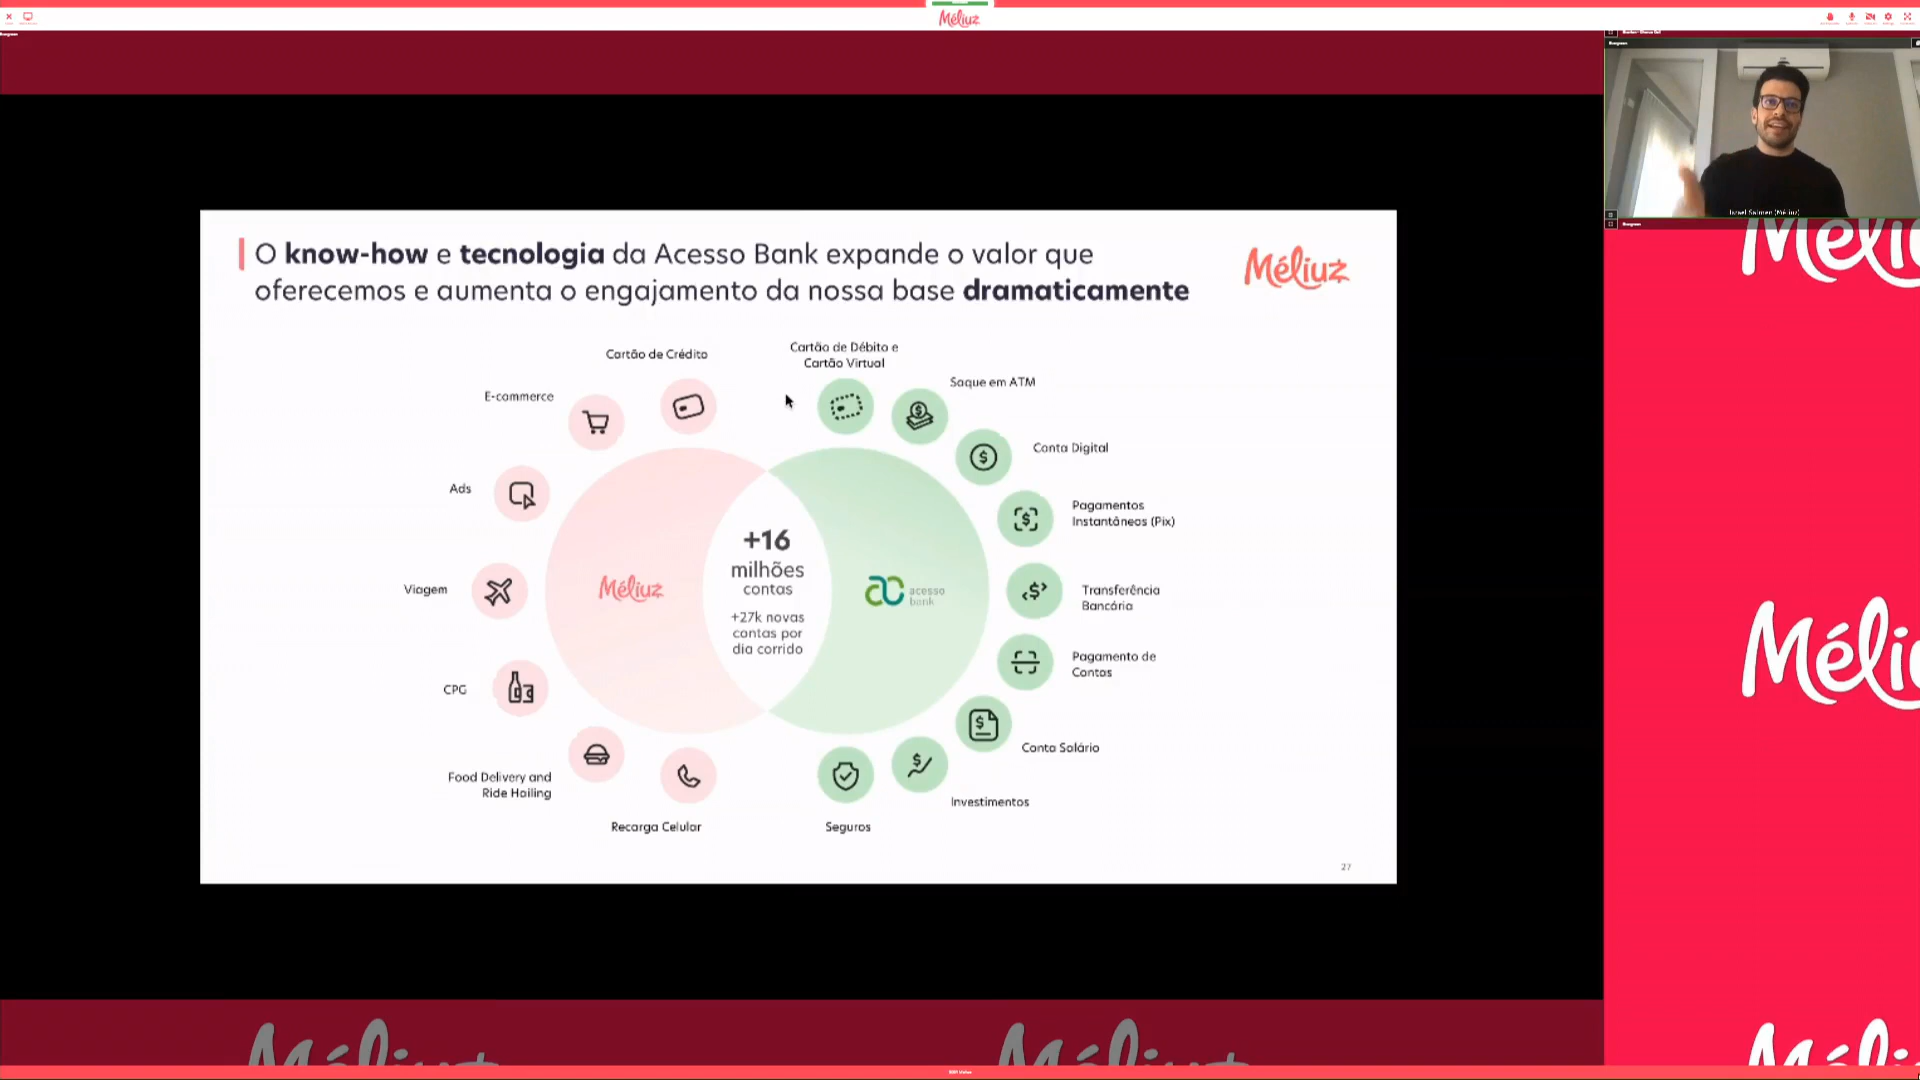 Méliuz
O know-how e tecnologia da Acesso Bank expande o valor que
oferecemos e aumenta o engajamento da nossa base dramaticamente
Méliuz
Cartão de Crédito
E-commerce
Ads
Viagem
CPG
Food Delivery and
Ride Hailing
Recarga Celular
Cartão de Débito e
Cartão Virtual
Saque em ATM
Conta Digital
Pagamentos
Instantâneos (Pix)
Transferência
Bancária
Pagamento de
Contas
Conta Salário
Investimentos
Seguros
Méliuz
+16
milhões
contas
+27k novas
contas por
dia corrido
acesso
bank
27
Israel Salmen (Méliuz)